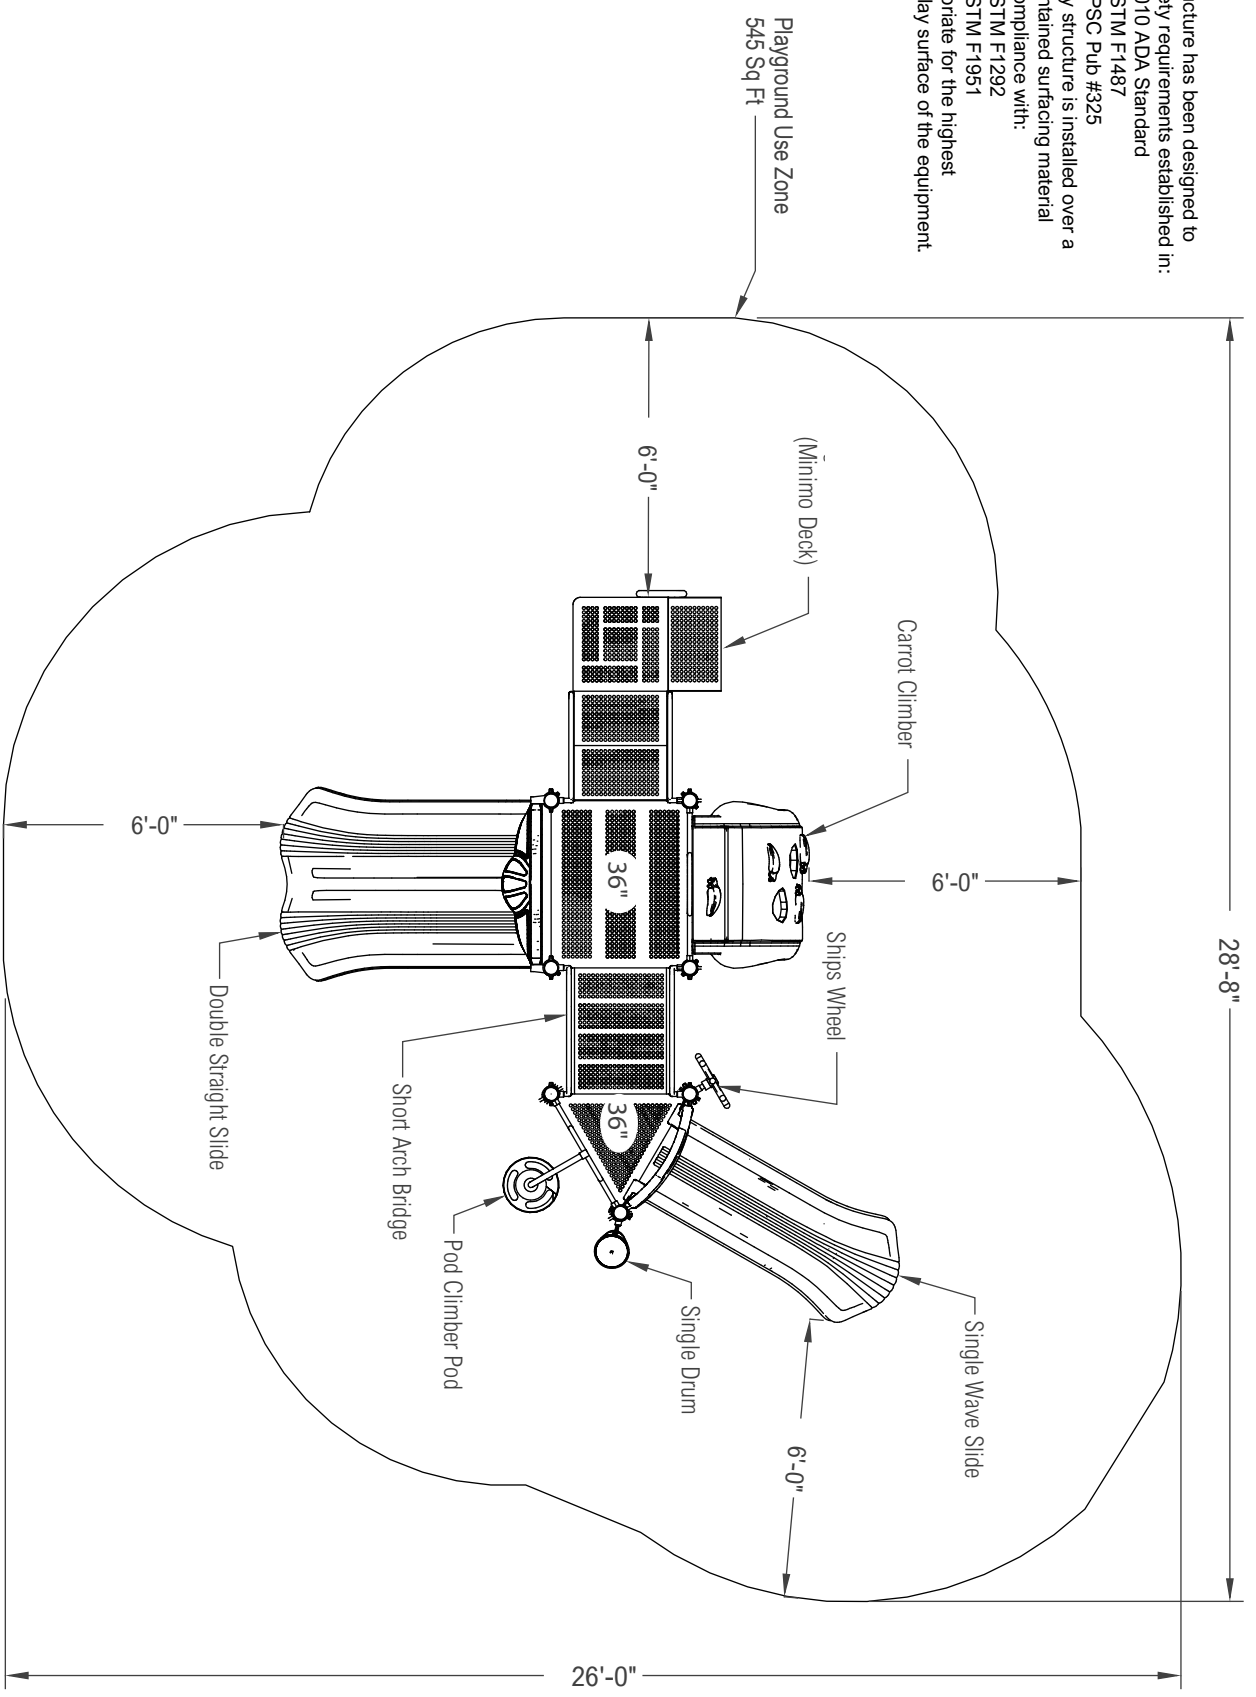 ucture has been designed to
ety requirements established in:
010 ADA Standard
STM F1487
PSC Pub #325
y structure is installed over a
ntained surfacing material
ompliance with:
STM F1292
STM F1951
oriate for the highest
lay surface of the equipment.
Playground Use Zone
545 Sq Ft
28'-8"
26'-0"
6'-0"
(Minimo Deck)
Carrot Climber
6'-0"
Ships Wheel
Single Wave Slide
6'-0"
Single Drum
Pod Climber Pod
Short Arch Bridge
Double Straight Slide
6'-0"
36"
36"